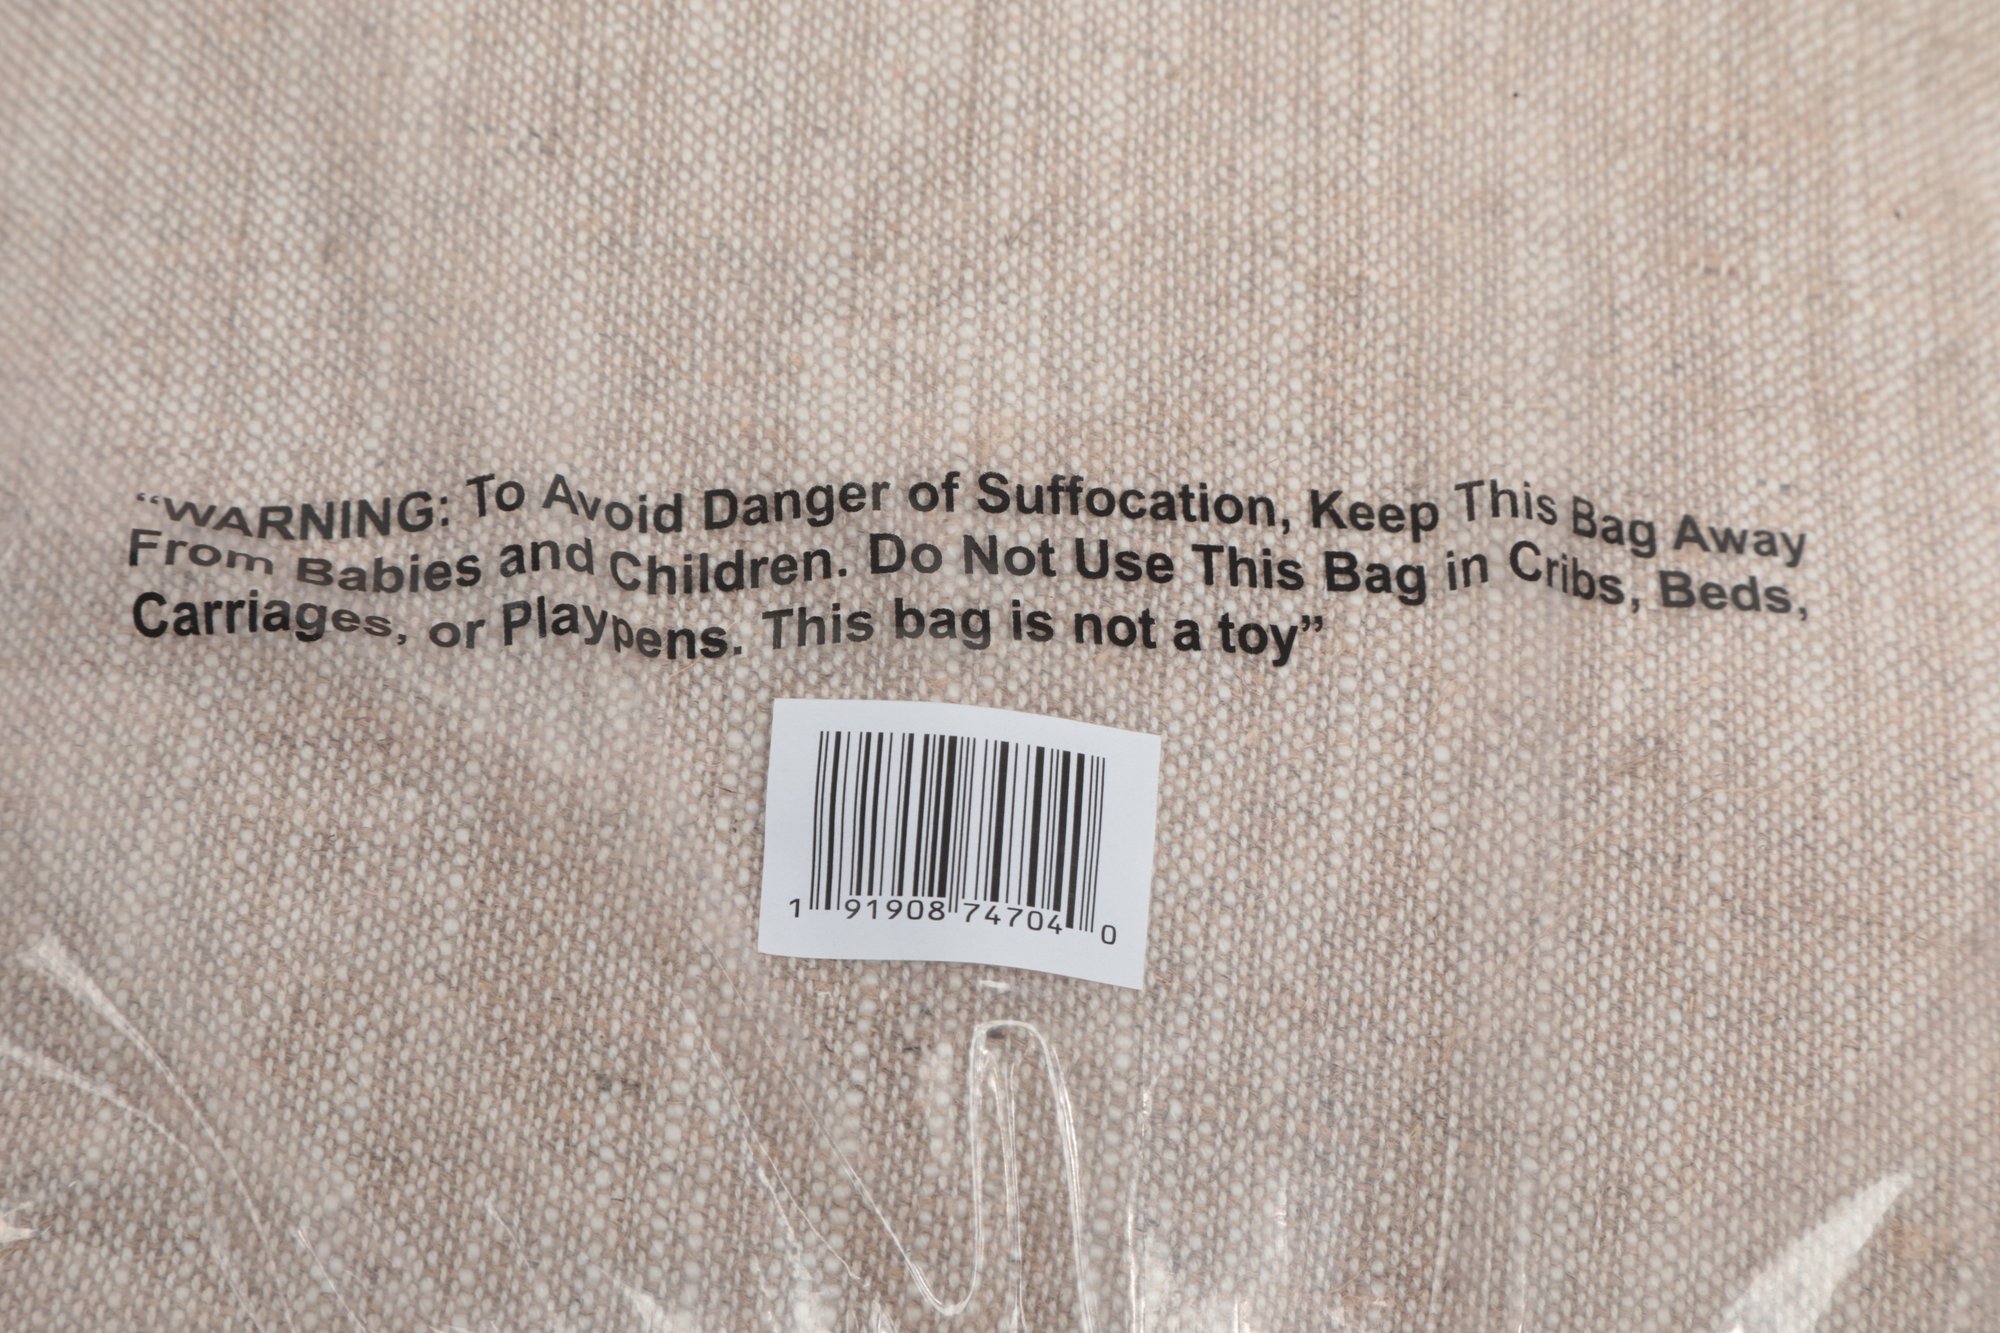 “WARNING: To Avoid Danger of Suffocation, Keep This Bag Away
From Babies and Children. Do Not Use This Bag in Cribs, Beds,
Carriages, or Playpens. This bag is not a toy”
1 91908 74704 0